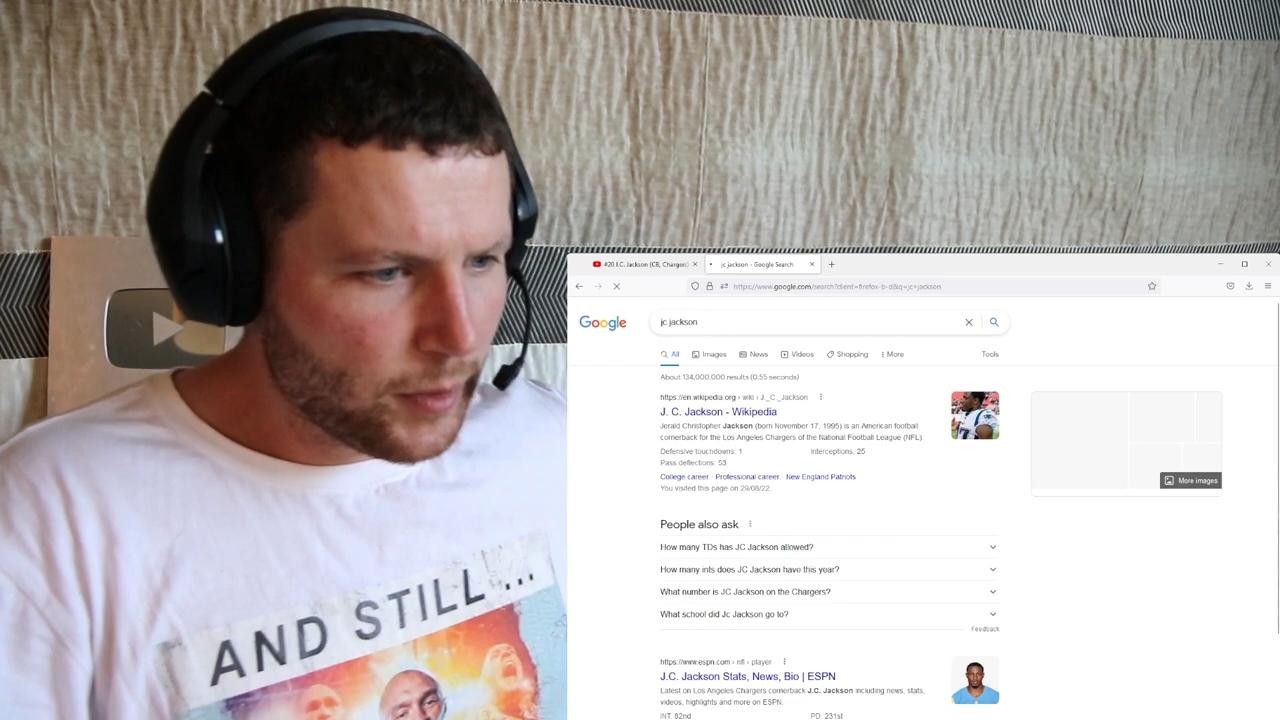 #20 J.C. Jackson (CB, Chargers)
jc jackson - Google Search
https://www.google.com/search?client=firefox-b-d&q=jc+jackson
Google
jc jackson
All
Images
News
Videos
Shopping
More
Tools
About 134,000,000 results (0.55 seconds)
https://en.wikipedia.org › wiki › J._C._Jackson
J. C. Jackson - Wikipedia
Jerald Christopher Jackson (born November 17, 1995) is an American football
cornerback for the Los Angeles Chargers of the National Football League (NFL).
Defensive touchdowns: 1
Interceptions: 25
Pass deflections: 53
College career · Professional career · New England Patriots
You visited this page on 29/08/22.
More images
People also ask
How many TDs has JC Jackson allowed?
How many ints does JC Jackson have this year?
What number is JC Jackson on the Chargers?
What school did Jc Jackson go to?
Feedback
https://www.espn.com › nfl › player
J.C. Jackson Stats, News, Bio | ESPN
Latest on Los Angeles Chargers cornerback J.C. Jackson including news, stats,
videos, highlights and more on ESPN.
INT: 82nd
PD: 231st
AND STILL ...